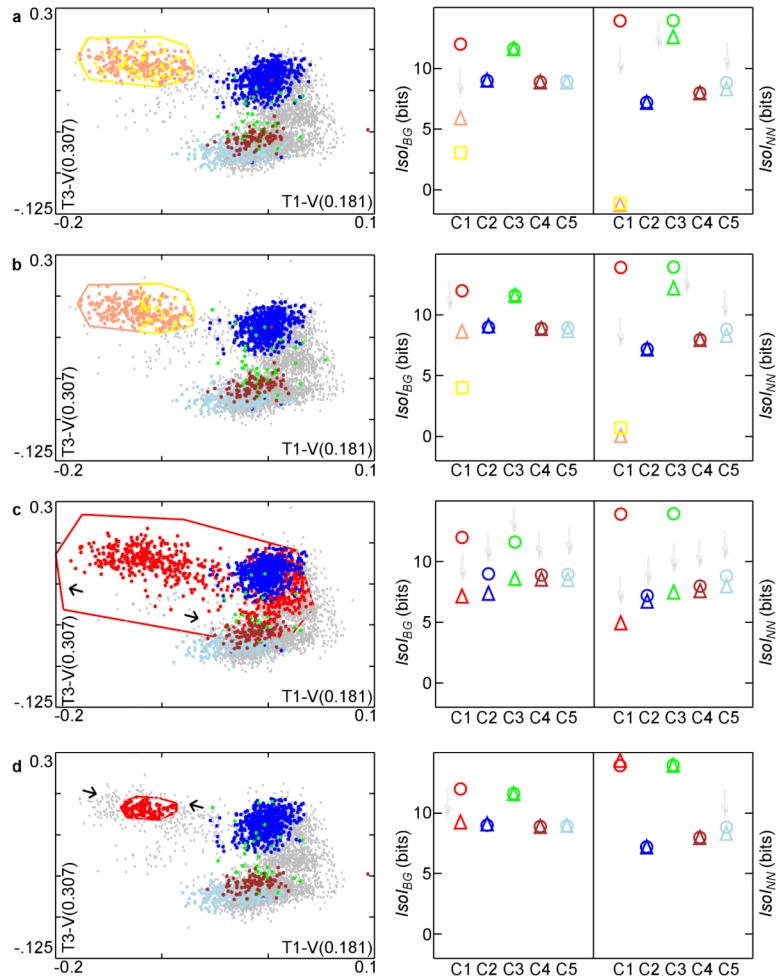 a
0.3
T3-V(0.307)
T1-V(0.181)
-.125
-0.2
0.1
10
5
0
IsolBG (bits)
IsolNN (bits)
C1 C2 C3 C4 C5
C1 C2 C3 C4 C5
b
0.3
T3-V(0.307)
T1-V(0.181)
-.125
-0.2
0.1
10
5
0
IsolBG (bits)
IsolNN (bits)
C1 C2 C3 C4 C5
C1 C2 C3 C4 C5
c
0.3
T3-V(0.307)
T1-V(0.181)
-.125
-0.2
0.1
10
5
0
IsolBG (bits)
IsolNN (bits)
C1 C2 C3 C4 C5
C1 C2 C3 C4 C5
d
0.3
T3-V(0.307)
T1-V(0.181)
-.125
-0.2
0.1
10
5
0
IsolBG (bits)
IsolNN (bits)
C1 C2 C3 C4 C5
C1 C2 C3 C4 C5